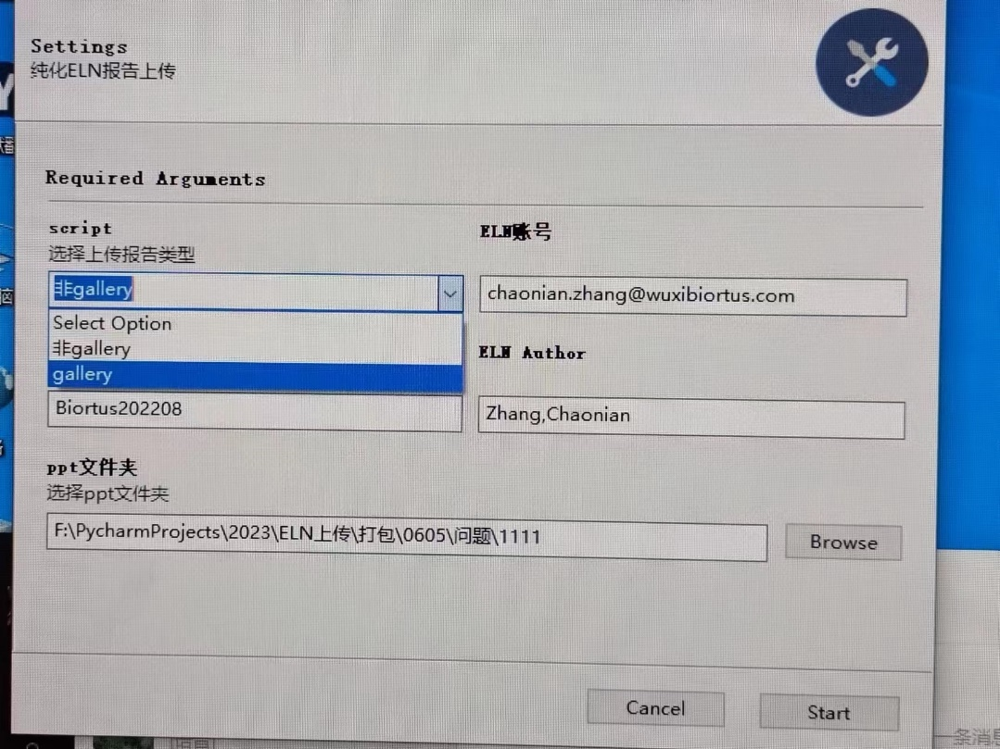 Settings
纯化ELN报告上传
Required Arguments
script
选择上传报告类型
非gallery
Select Option
非gallery
gallery
Biortus202208
ELN账号
chaonian.zhang@wuxibiortus.com
ELN Author
Zhang,Chaonian
ppt文件夹
选择ppt文件夹
F:\PycharmProjects\2023\ELN上传\打包\0605\问题\1111
Browse
Cancel
Start